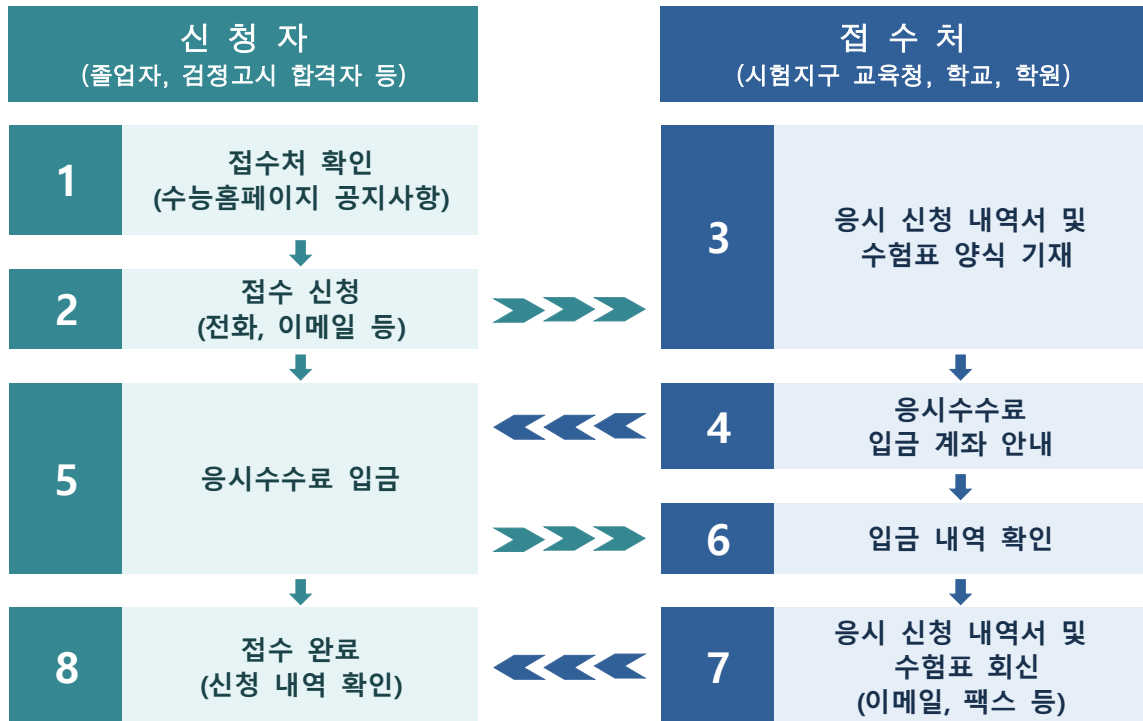 신 청 자
(졸업자, 검정고시 합격자 등)
접 수 처
(시험지구 교육청, 학교, 학원)
1
접수처 확인
(수능홈페이지 공지사항)
2
접수 신청
(전화, 이메일 등)
3
응시 신청 내역서 및
수험표 양식 기재
4
응시수수료
입금 계좌 안내
5
응시수수료 입금
6
입금 내역 확인
7
응시 신청 내역서 및
수험표 회신
(이메일, 팩스 등)
8
접수 완료
(신청 내역 확인)